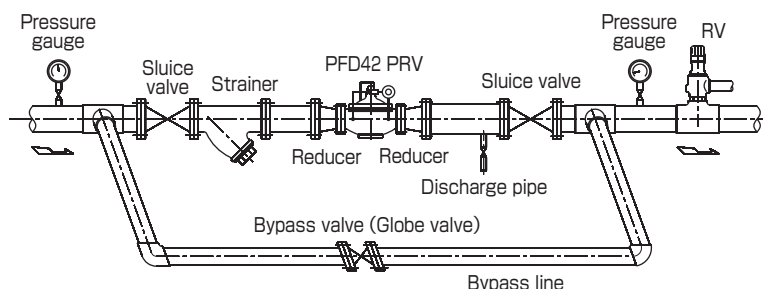 Pressure
gauge
Sluice
valve
Strainer
PFD42 PRV
Sluice valve
Pressure
gauge
RV
Reducer
Reducer
Discharge pipe
Bypass valve (Globe valve)
Bypass line